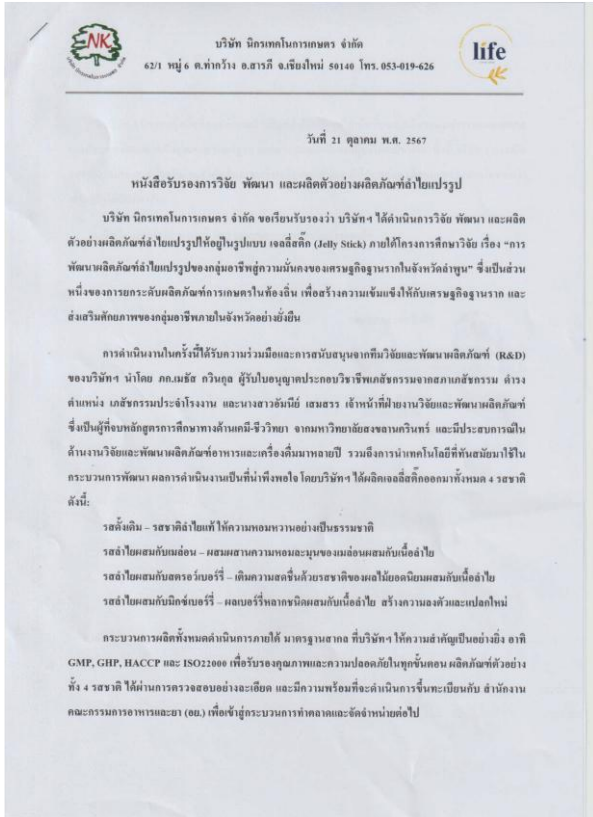 NK
บริษัท นิกรเทคโนการเกษตร จำกัด
บริษัท นิกรเทคโนการเกษตร จำกัด
62/1 หมู่ 6 ต.ท่ากว้าง อ.สารภี จ.เชียงใหม่ 50140 โทร. 053-019-626
life
วันที่ 21 ตุลาคม พ.ศ. 2567
หนังสือรับรองการวิจัย พัฒนา และผลิตตัวอย่างผลิตภัณฑ์ลำไยแปรรูป
บริษัท นิกรเทคโนการเกษตร จำกัด ขอเรียนรับรองว่า บริษัทฯ ได้ดำเนินการวิจัย พัฒนา และผลิต
ตัวอย่างผลิตภัณฑ์ลำไยแปรรูปให้อยู่ในรูปแบบ เจลลี่สติ๊ก (Jelly Stick) ภายใต้โครงการศึกษาวิจัย เรื่อง “การ
พัฒนาผลิตภัณฑ์ลำไยแปรรูปของกลุ่มอาชีพสู่ความมั่นคงของเศรษฐกิจฐานรากในจังหวัดลำพูน” ซึ่งเป็นส่วน
หนึ่งของการยกระดับผลิตภัณฑ์การเกษตรในท้องถิ่น เพื่อสร้างความเข้มแข็งให้กับเศรษฐกิจฐานราก และ
ส่งเสริมศักยภาพของกลุ่มอาชีพภายในจังหวัดอย่างยั่งยืน
การดำเนินงานในครั้งนี้ได้รับความร่วมมือและการสนับสนุนจากทีมวิจัยและพัฒนาผลิตภัณฑ์ (R&D)
ของบริษัทฯ นำโดย ภก.เมธัส กวินกุล ผู้รับใบอนุญาตประกอบวิชาชีพเภสัชกรรมจากสภาเภสัชกรรม ดำรง
ตำแหน่ง เภสัชกรรมประจำโรงงาน และนางสาวอัมนีย์ เสมสรร เจ้าหน้าที่ฝ่ายงานวิจัยและพัฒนาผลิตภัณฑ์
ซึ่งเป็นผู้ที่จบหลักสูตรการศึกษาทางด้านเคมี-ชีววิทยา จากมหาวิทยาลัยสงขลานครินทร์ และมีประสบการณ์ใน
ด้านงานวิจัยและพัฒนาผลิตภัณฑ์อาหารและเครื่องดื่มมาหลายปี รวมถึงการนำเทคโนโลยีที่ทันสมัยมาใช้ใน
กระบวนการพัฒนา ผลการดำเนินงานเป็นที่น่าพึงพอใจ โดยบริษัทฯ ได้ผลิตเจลลี่สติ๊กออกมาทั้งหมด 4 รสชาติ
ดังนี้:
รสดั้งเดิม – รสชาติลำไยแท้ ให้ความหอมหวานอย่างเป็นธรรมชาติ
รสลำไยผสมกับเมล่อน – ผสมผสานความหอมละมุนของเมล่อนผสมกับเนื้อลำไย
รสลำไยผสมกับสตรอว์เบอร์รี่ – เติมความสดชื่นด้วยรสชาติของผลไม้ยอดนิยมผสมกับเนื้อลำไย
รสลำไยผสมกับมิกซ์เบอร์รี่ – ผลเบอร์รี่หลากชนิดผสมกับเนื้อลำไย สร้างความลงตัวและแปลกใหม่
กระบวนการผลิตทั้งหมดดำเนินการภายใต้ มาตรฐานสากล ที่บริษัทฯ ให้ความสำคัญเป็นอย่างยิ่ง อาทิ
GMP, GHP, HACCP และ ISO22000 เพื่อรับรองคุณภาพและความปลอดภัยในทุกขั้นตอน ผลิตภัณฑ์ตัวอย่าง
ทั้ง 4 รสชาติ ได้ผ่านการตรวจสอบอย่างละเอียด และมีความพร้อมที่จะดำเนินการขึ้นทะเบียนกับ สำนักงาน
คณะกรรมการอาหารและยา (อย.) เพื่อเข้าสู่กระบวนการทำตลาดและจัดจำหน่ายต่อไป